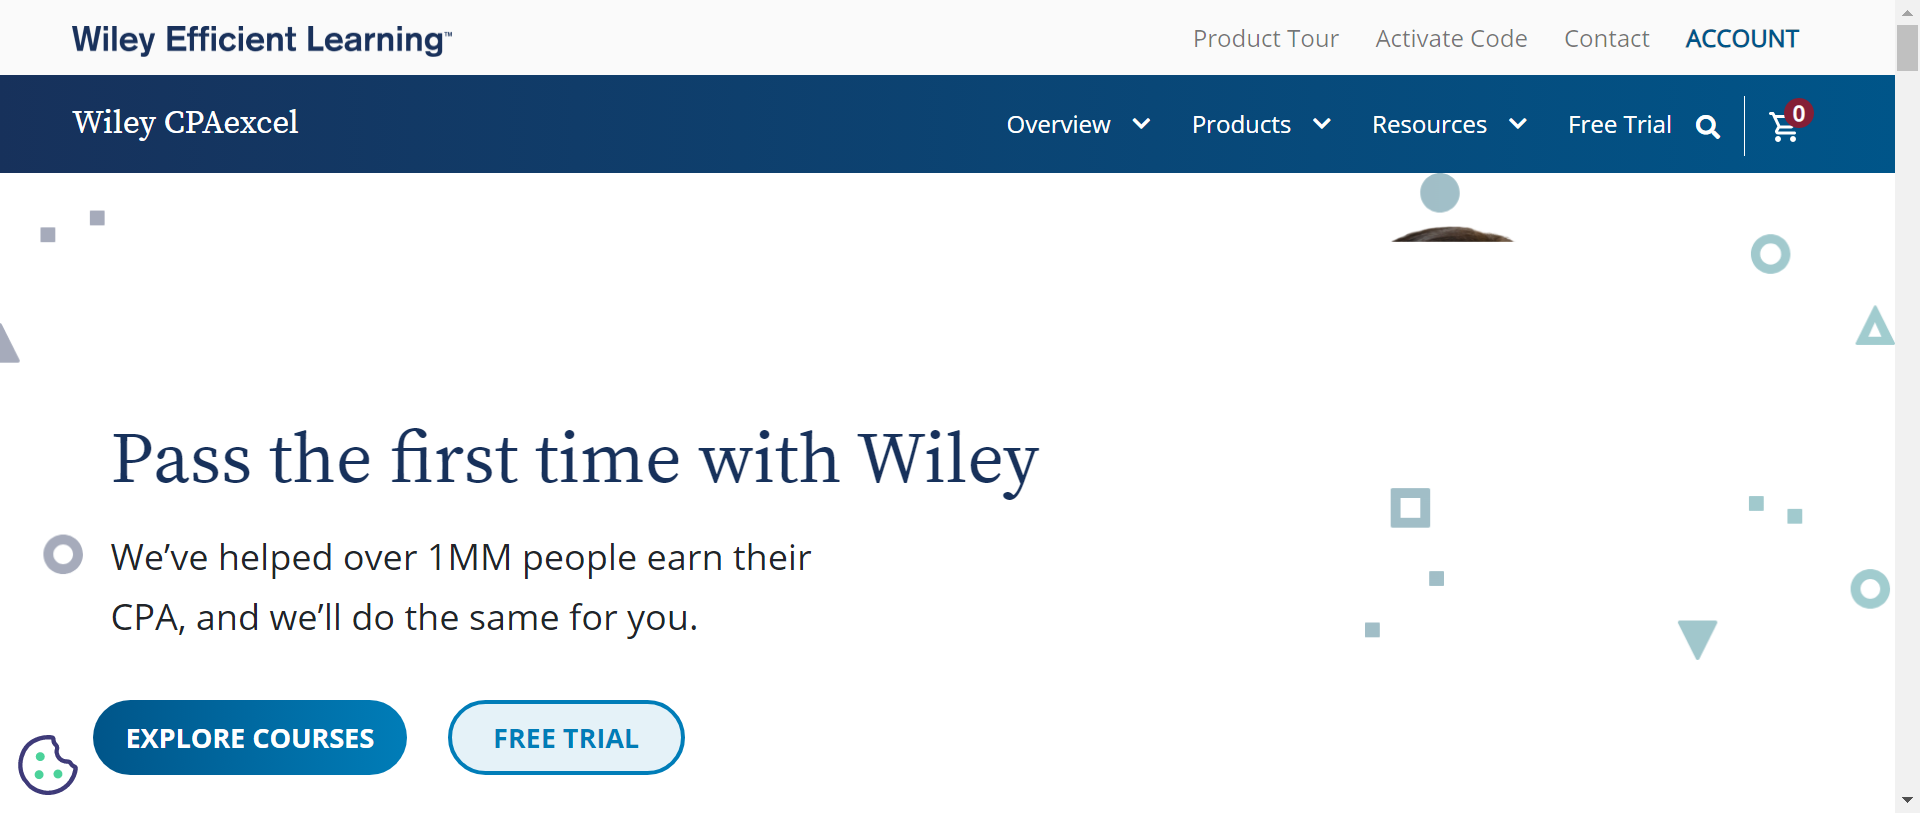 Wiley Efficient Learning™
Product Tour Activate Code Contact ACCOUNT
Wiley CPAexcel
Overview Products Resources Free Trial 0
Pass the first time with Wiley
We’ve helped over 1MM people earn their
CPA, and we’ll do the same for you.
EXPLORE COURSES FREE TRIAL